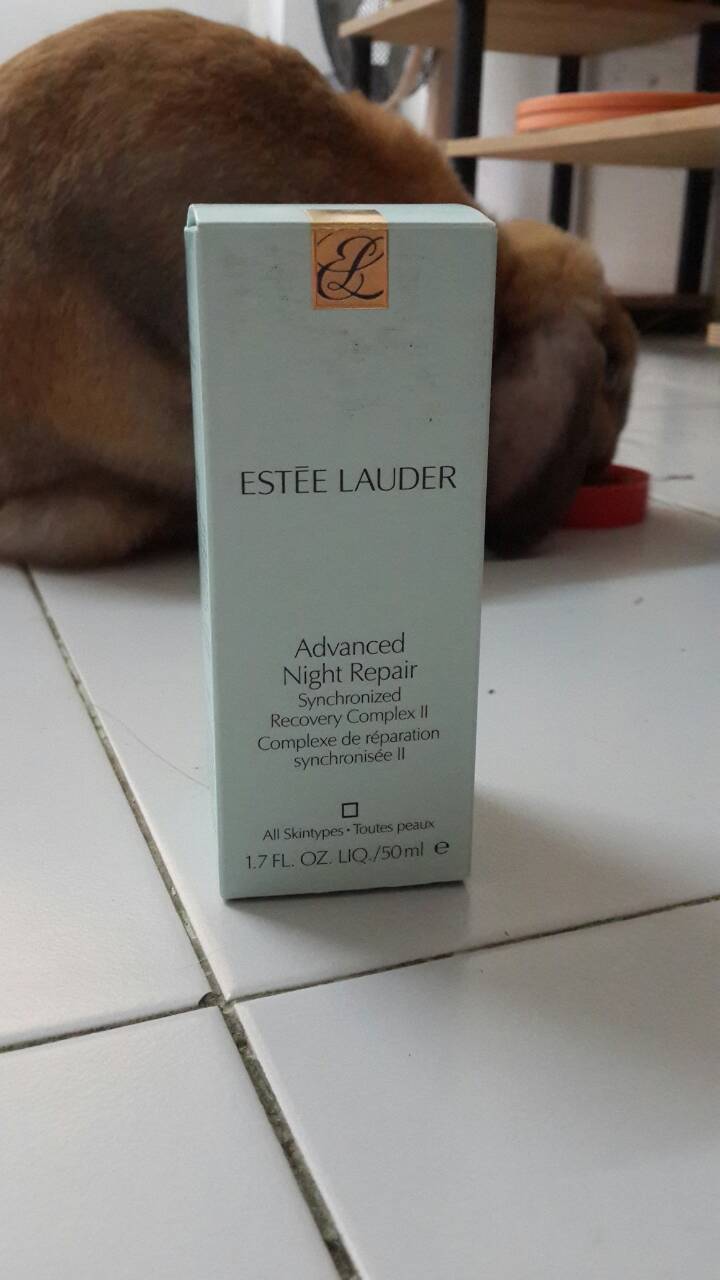 EL
ESTĒE LAUDER
Advanced
Night Repair
Synchronized
Recovery Complex II
Complexe de réparation
synchronisée II
All Skintypes • Toutes peaux
1.7 FL. OZ. LIQ./50 ml ℮